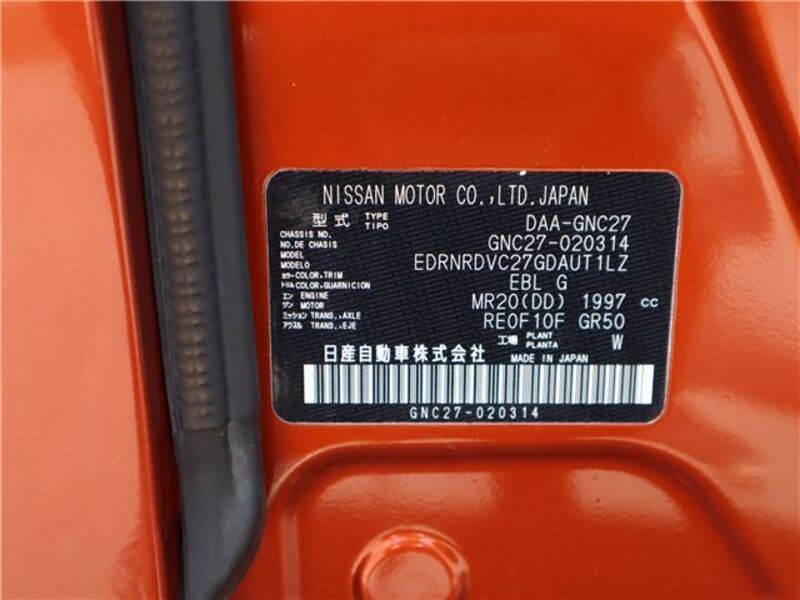 NISSAN MOTOR CO.,LTD.JAPAN
型式 TYPE TIPO DAA-GNC27
CHASSIS NO.
NO.DE CHASIS GNC27-020314
MODEL
MODELO EDRNRDVC27GDAUT1LZ
カラー COLOR,TRIM
トリム COLOR,GUARNICION EBL G
エン ENGINE
ジン MOTOR MR20(DD) 1997 cc
ミッション TRANS.,AXLE
アクスル TRANS.,EJE RE0F10F GR50
工場 PLANT PLANTA W
日産自動車株式会社 MADE IN JAPAN
GNC27-020314